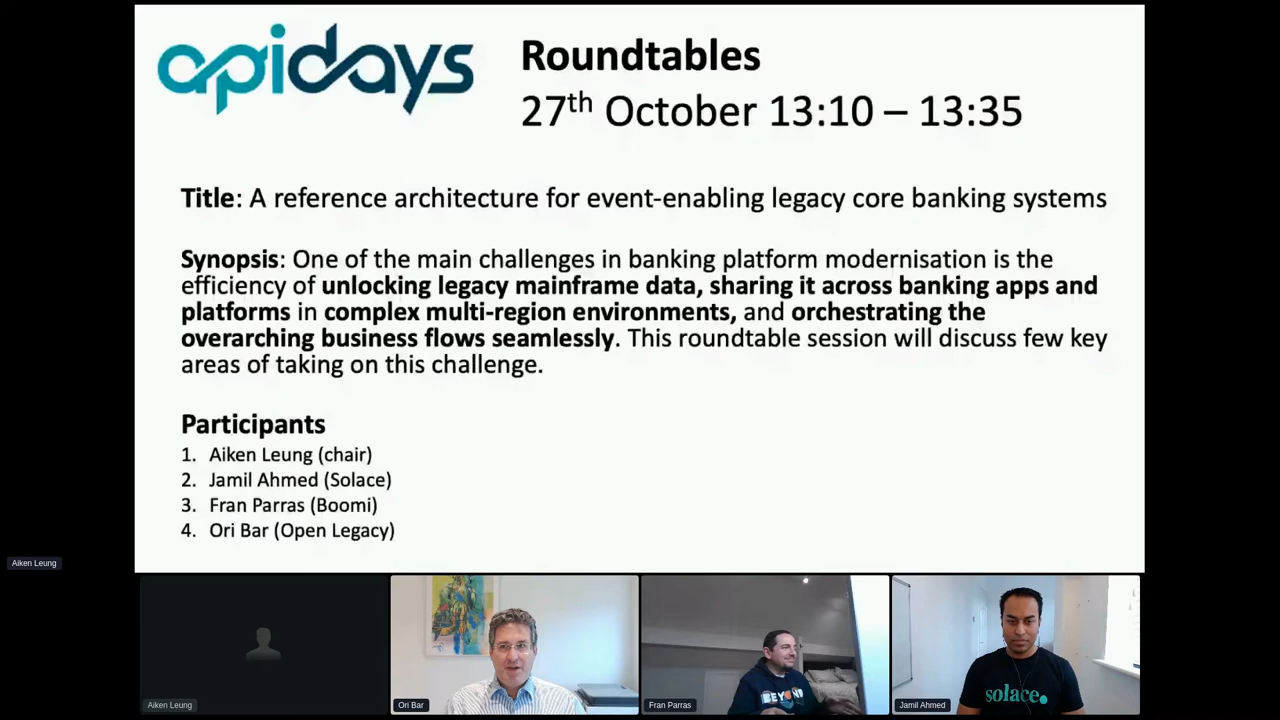 apidays
Roundtables
27th October 13:10 – 13:35
Title: A reference architecture for event-enabling legacy core banking systems
Synopsis: One of the main challenges in banking platform modernisation is the
efficiency of unlocking legacy mainframe data, sharing it across banking apps and
platforms in complex multi-region environments, and orchestrating the
overarching business flows seamlessly. This roundtable session will discuss few key
areas of taking on this challenge.
Participants
1. Aiken Leung (chair)
2. Jamil Ahmed (Solace)
3. Fran Parras (Boomi)
4. Ori Bar (Open Legacy)
Aiken Leung
BEYOND
solace.
Aiken Leung
Ori Bar
Fran Parras
Jamil Ahmed